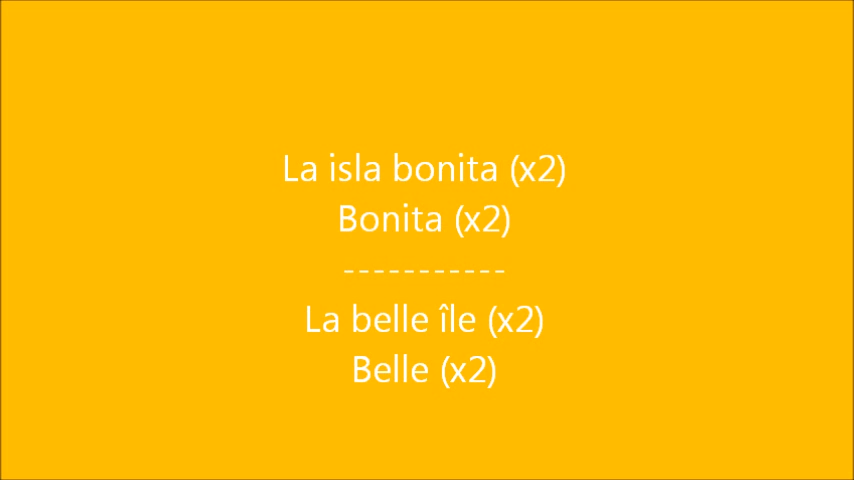 La isla bonita (x2)
Bonita (x2)
-----------
La belle île (x2)
Belle (x2)